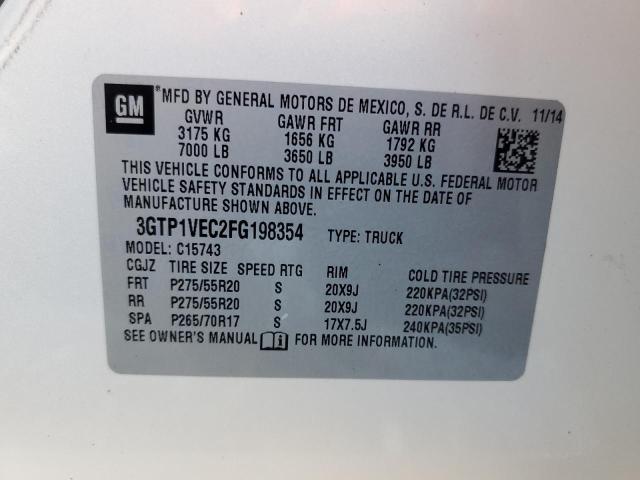 GM ® MFD BY GENERAL MOTORS DE MEXICO, S. DE R.L. DE C.V. 11/14
GVWR GAWR FRT GAWR RR
3175 KG 1656 KG 1792 KG
7000 LB 3650 LB 3950 LB
THIS VEHICLE CONFORMS TO ALL APPLICABLE U.S. FEDERAL MOTOR
VEHICLE SAFETY STANDARDS IN EFFECT ON THE DATE OF
MANUFACTURE SHOWN ABOVE.
3GTP1VEC2FG198354 TYPE: TRUCK
MODEL: C15743
CGJZ TIRE SIZE SPEED RTG RIM COLD TIRE PRESSURE
FRT P275/55R20 S 20X9J 220KPA(32PSI)
RR P275/55R20 S 20X9J 220KPA(32PSI)
SPA P265/70R17 S 17X7.5J 240KPA(35PSI)
SEE OWNER'S MANUAL FOR MORE INFORMATION.